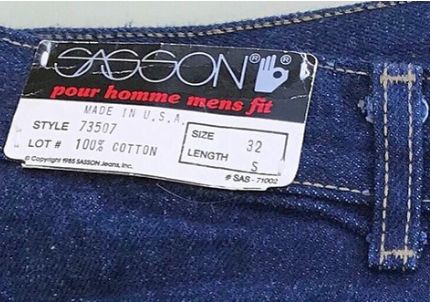 SASSON®®
pour homme mens fit
MADE IN U.S.A.
STYLE 73507
LOT # 100% COTTON
SIZE 32
LENGTH S
© Copyright 1985 SASSON Jeans, Inc.
# SAS - 71002